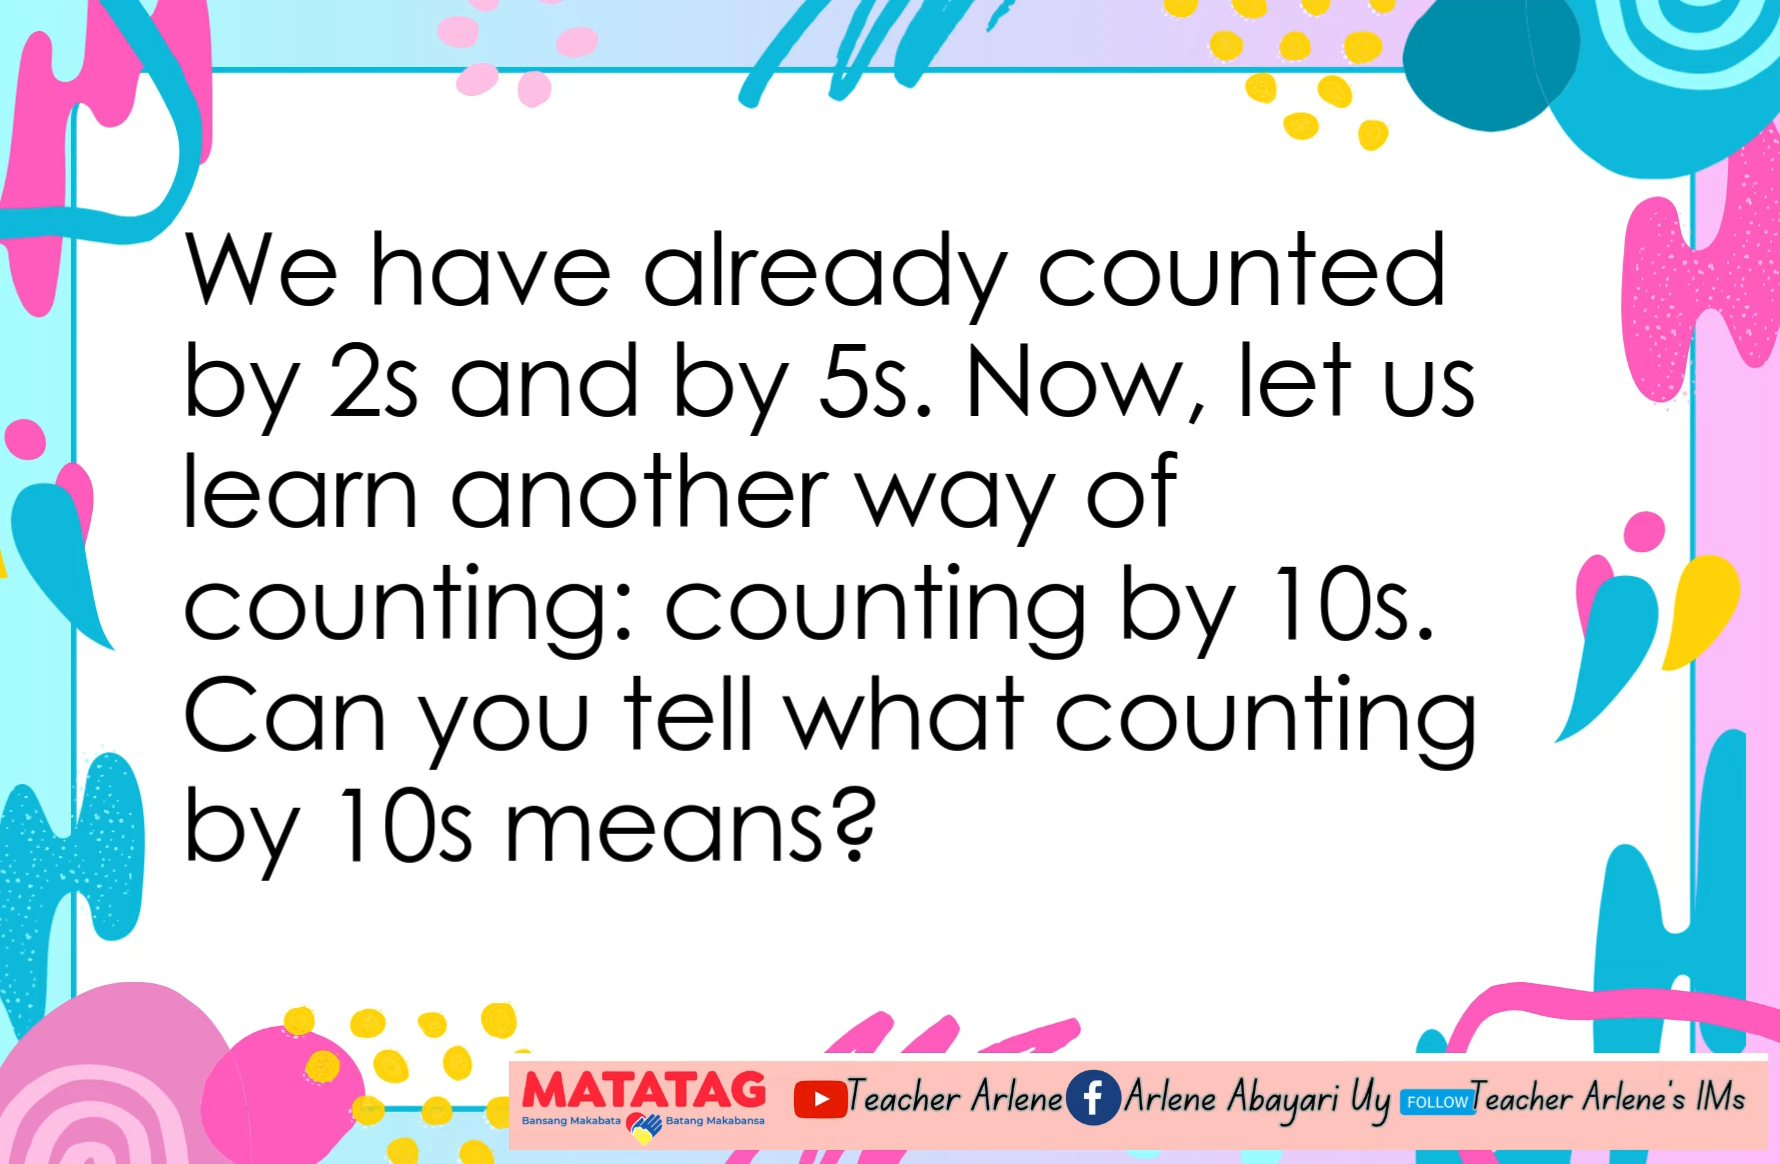 We have already counted
by 2s and by 5s. Now, let us
learn another way of
counting: counting by 10s.
Can you tell what counting
by 10s means?
MATATAG
Bansang Makabata Batang Makabansa
Teacher Arlene
Arlene Abayari Uy
FOLLOW
Teacher Arlene's IMs